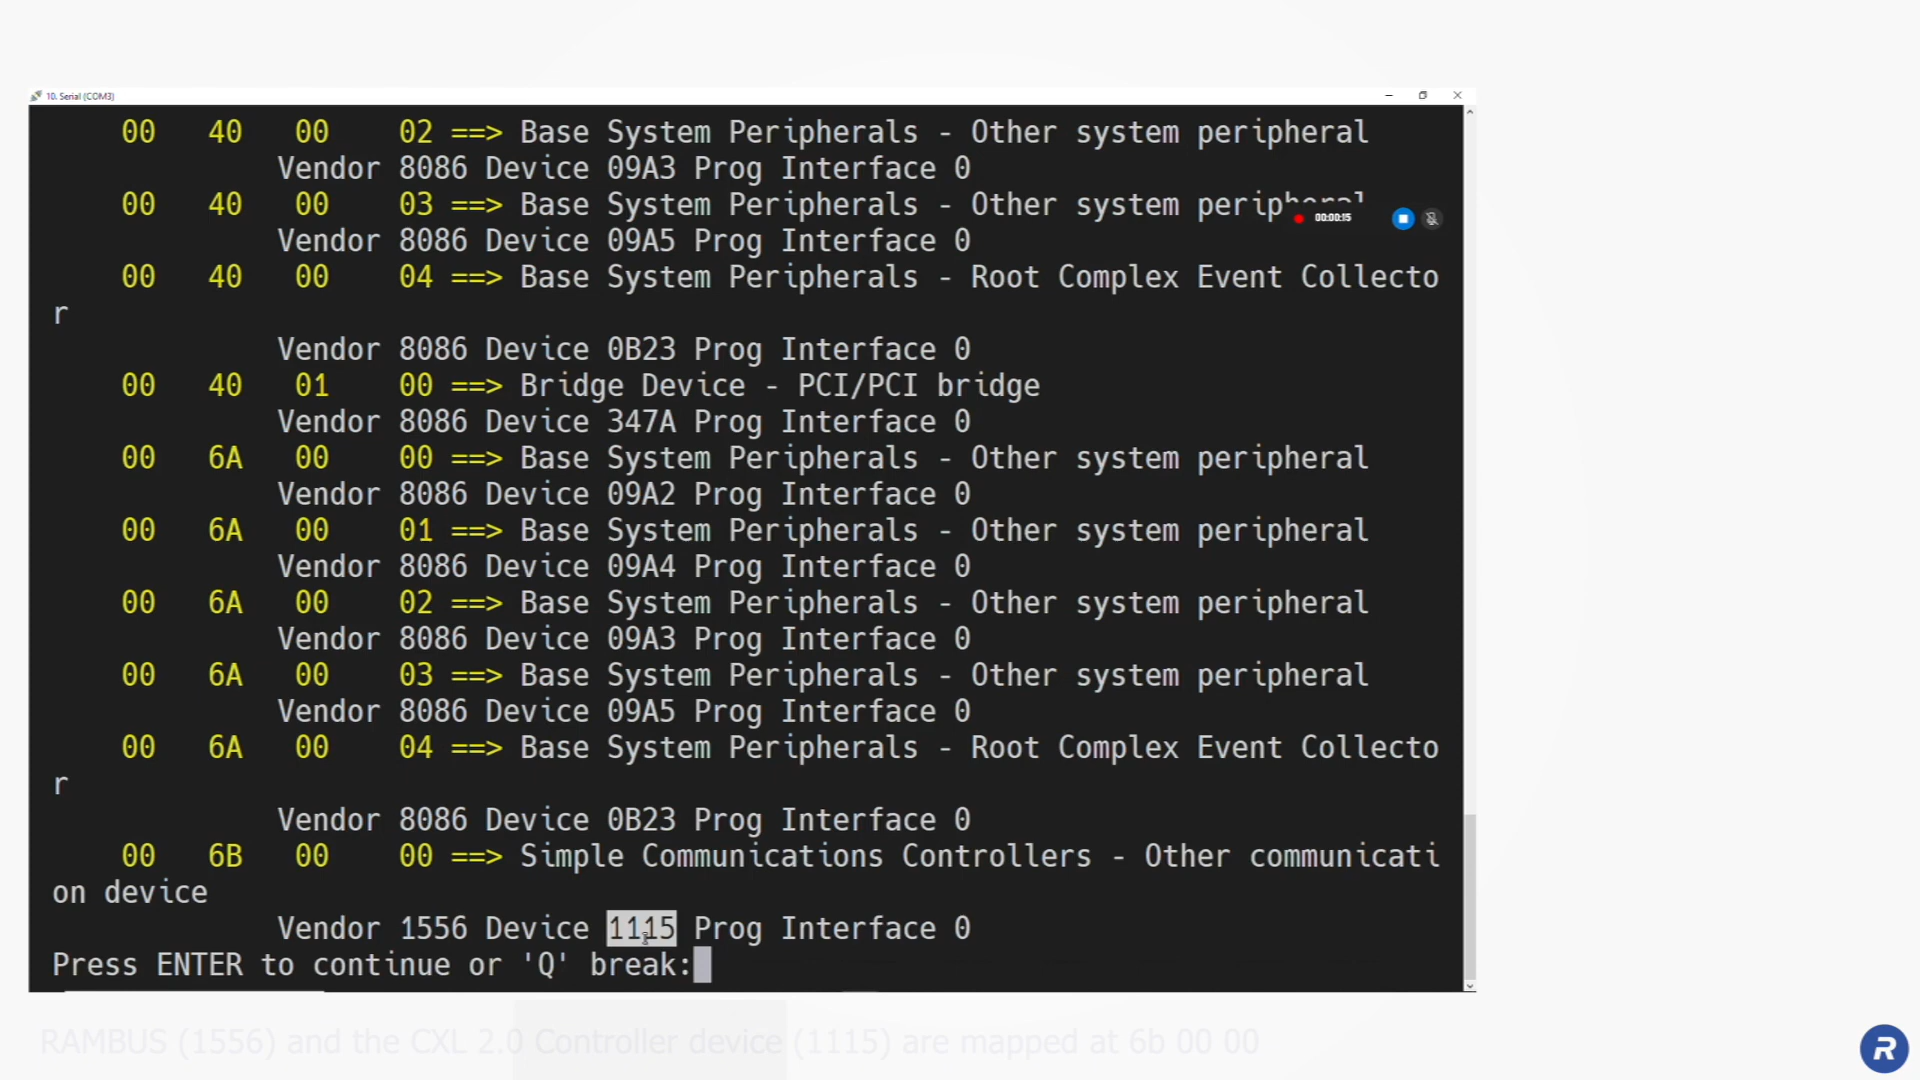 10. Serial (COM3)
00 40 00 02 ==> Base System Peripherals - Other system peripheral
Vendor 8086 Device 09A3 Prog Interface 0
00 40 00 03 ==> Base System Peripherals - Other system peripheral
00:00:15
Vendor 8086 Device 09A5 Prog Interface 0
00 40 00 04 ==> Base System Peripherals - Root Complex Event Collecto
r
Vendor 8086 Device 0B23 Prog Interface 0
00 40 01 00 ==> Bridge Device - PCI/PCI bridge
Vendor 8086 Device 347A Prog Interface 0
00 6A 00 00 ==> Base System Peripherals - Other system peripheral
Vendor 8086 Device 09A2 Prog Interface 0
00 6A 00 01 ==> Base System Peripherals - Other system peripheral
Vendor 8086 Device 09A4 Prog Interface 0
00 6A 00 02 ==> Base System Peripherals - Other system peripheral
Vendor 8086 Device 09A3 Prog Interface 0
00 6A 00 03 ==> Base System Peripherals - Other system peripheral
Vendor 8086 Device 09A5 Prog Interface 0
00 6A 00 04 ==> Base System Peripherals - Root Complex Event Collecto
r
Vendor 8086 Device 0B23 Prog Interface 0
00 6B 00 00 ==> Simple Communications Controllers - Other communicati
on device
Vendor 1556 Device 1115 Prog Interface 0
Press ENTER to continue or 'Q' break:
RAMBUS (1556) and the CXL 2.0 Controller device (1115) are mapped at 6b 00 00
R